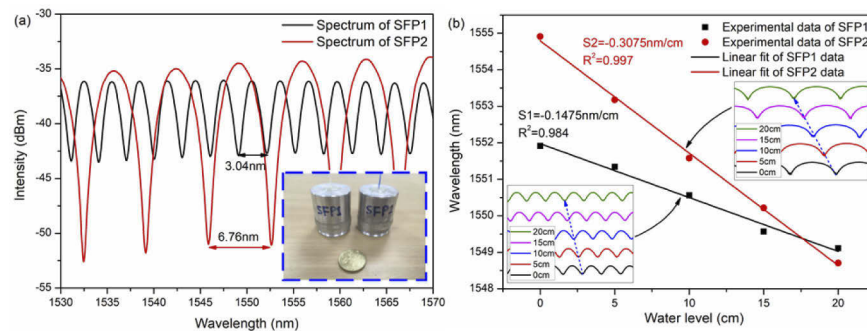 (a)
Spectrum of SFP1
Spectrum of SFP2
-25
-30
-35
-40
-45
-50
-55
Intensity (dBm)
3.04nm
6.76nm
SFP1
SFP2
1530 1535 1540 1545 1550 1555 1560 1565 1570
Wavelength (nm)
(b)
Experimental data of SFP1
Experimental data of SFP2
Linear fit of SFP1 data
Linear fit of SFP2 data
1555
1554
1553
1552
1551
1550
1549
1548
Wavelength (nm)
S2=-0.3075nm/cm
R²=0.997
S1=-0.1475nm/cm
R²=0.984
20cm
15cm
10cm
5cm
0cm
20cm
15cm
10cm
5cm
0cm
0 5 10 15 20
Water level (cm)